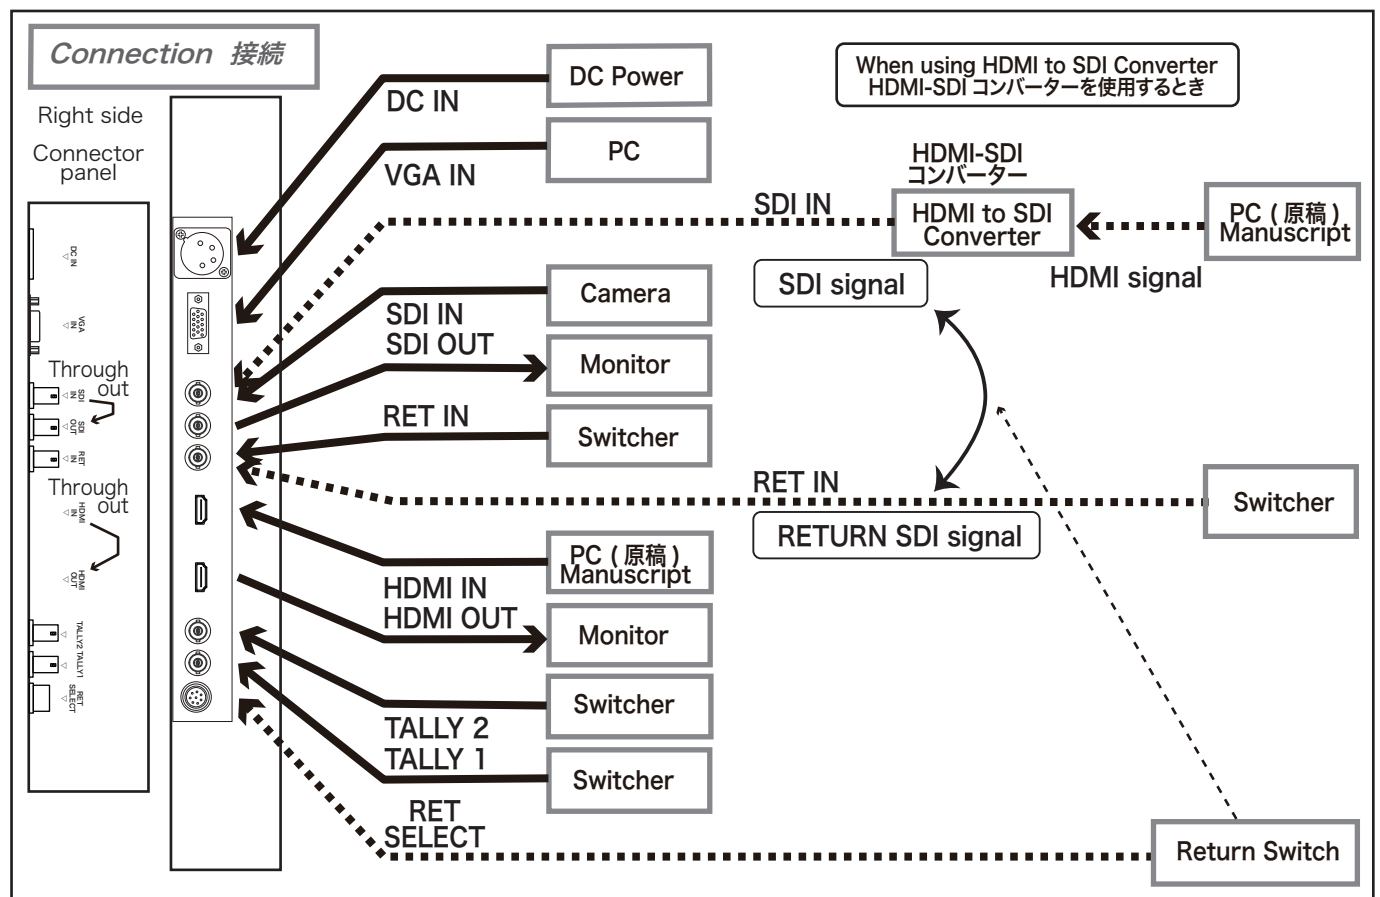 Connection 接続
Right side
Connector
panel
DC IN
VGA
IN
Through
out
SDI
IN
SDI
OUT
RET
IN
Through
out
HDMI
IN
HDMI
OUT
TALLY2 TALLY1
RET
SELECT
DC IN
DC Power
VGA IN
PC
SDI IN
Camera
SDI OUT
Monitor
RET IN
Switcher
PC (原稿)
Manuscript
HDMI IN
HDMI OUT
Monitor
Switcher
TALLY 2
TALLY 1
Switcher
RET
SELECT
When using HDMI to SDI Converter
HDMI-SDI コンバーターを使用するとき
HDMI-SDI
コンバーター
SDI IN
HDMI to SDI
Converter
PC (原稿)
Manuscript
SDI signal
HDMI signal
RET IN
RETURN SDI signal
Switcher
Return Switch